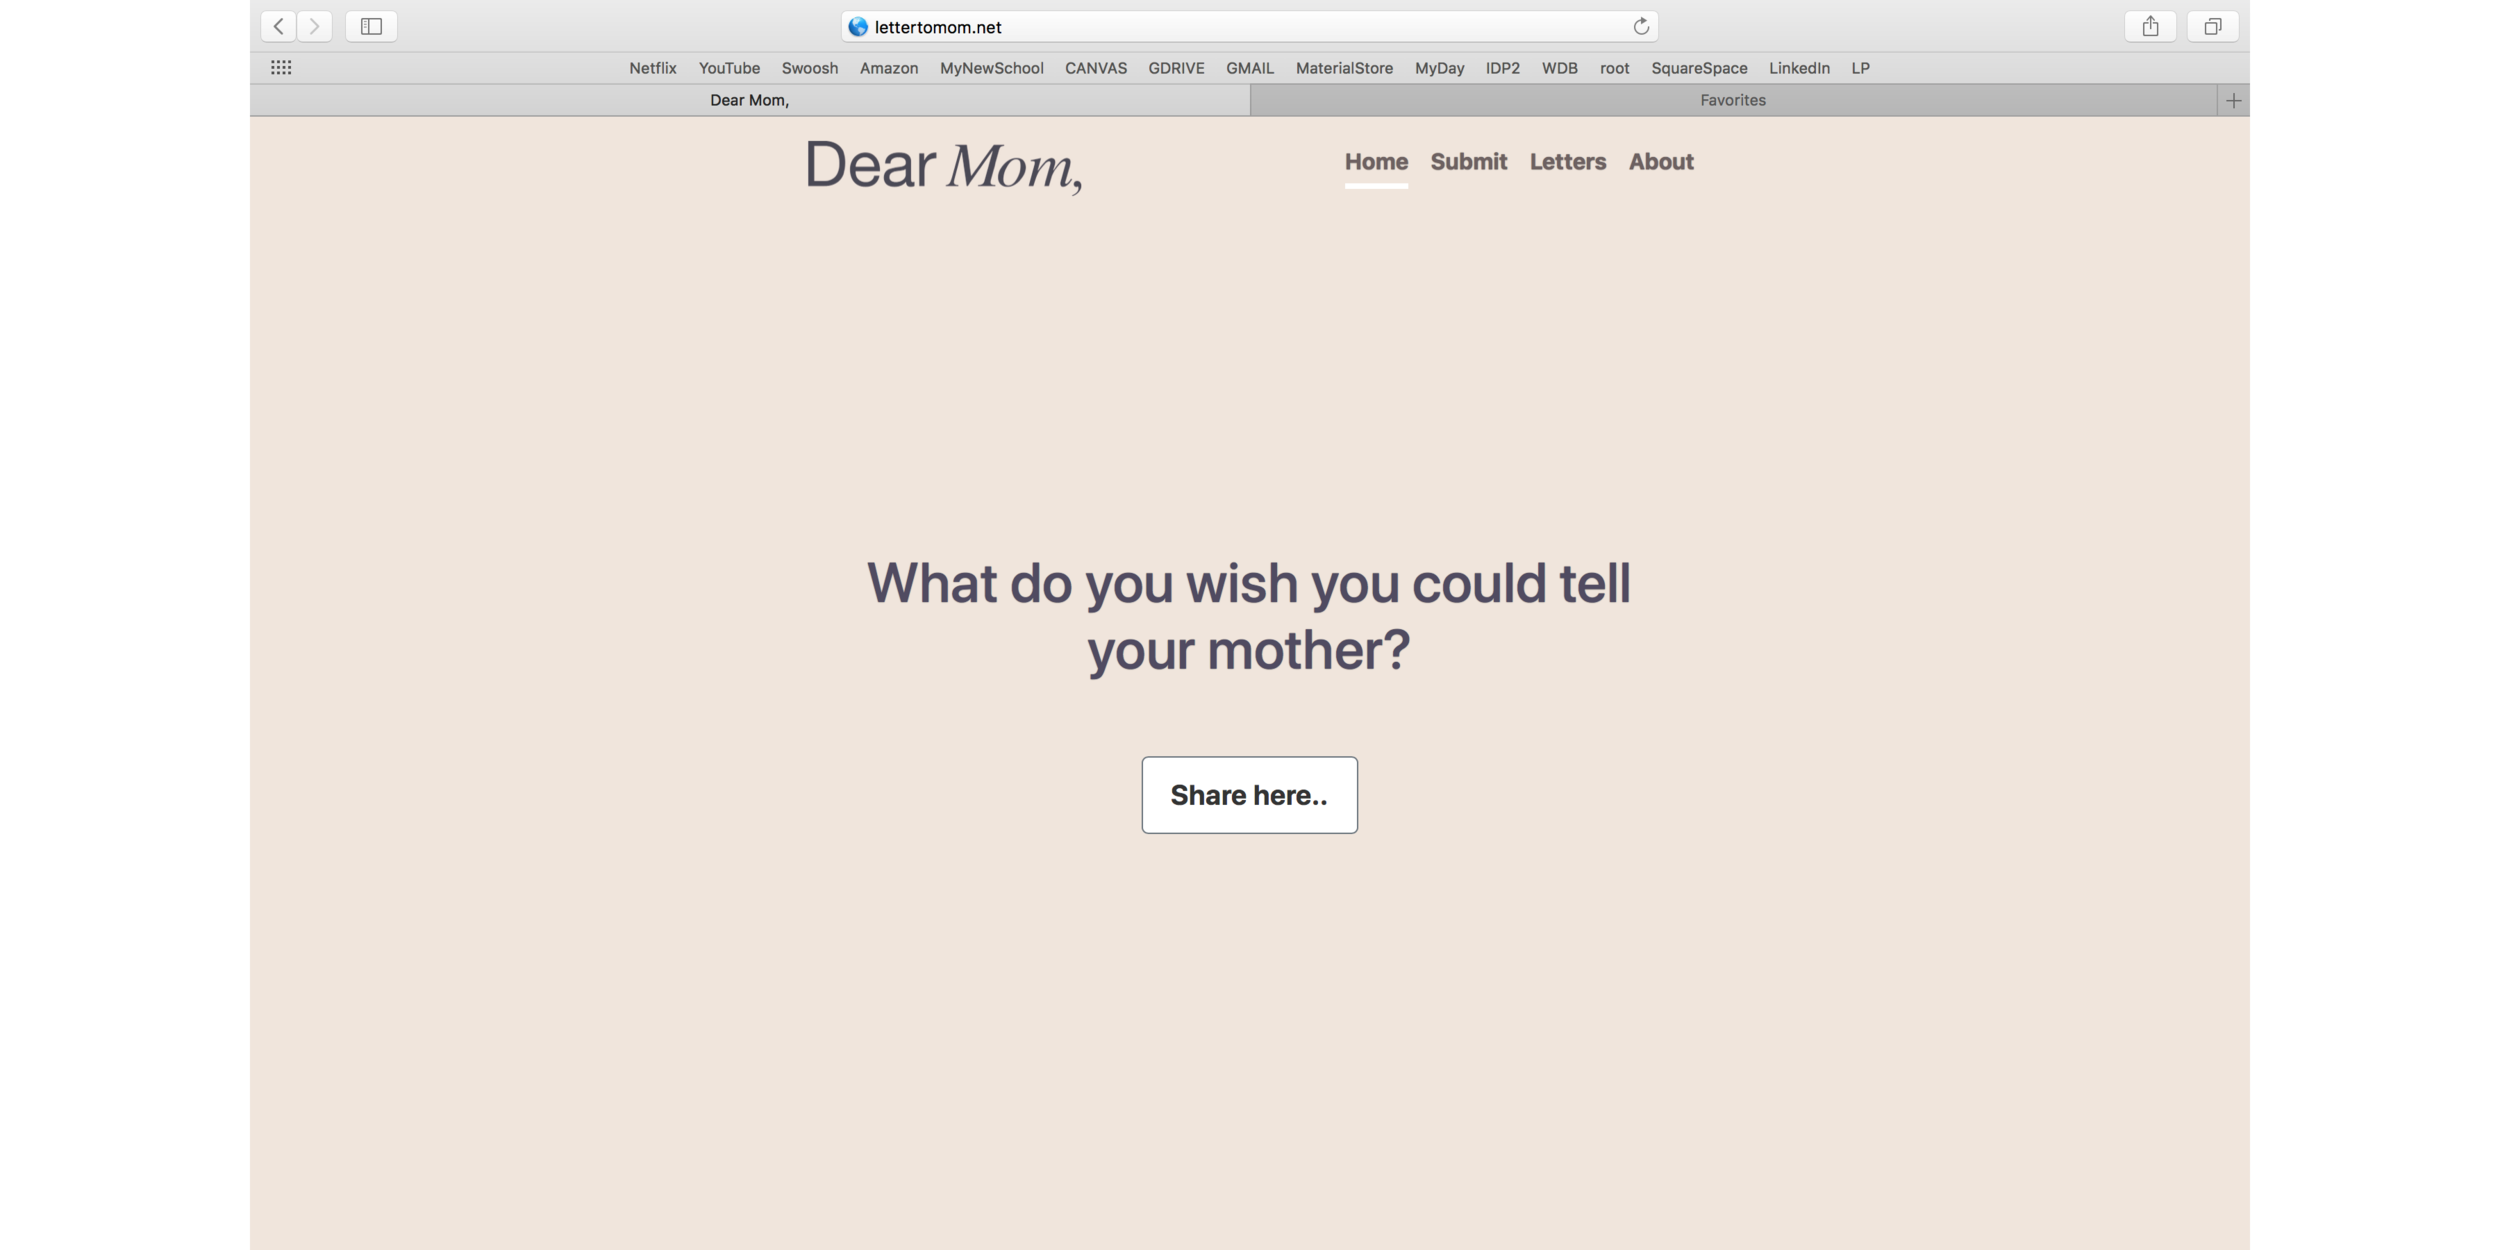 lettertomom.net
Netflix YouTube Swoosh Amazon MyNewSchool CANVAS GDRIVE GMAIL MaterialStore MyDay IDP2 WDB root SquareSpace LinkedIn LP
Dear Mom, Favorites
Dear Mom,
Home Submit Letters About
What do you wish you could tell
your mother?
Share here..